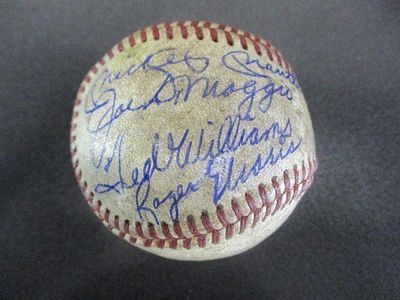 Mickey Mantle
Joe DiMaggio
Ted Williams
Roger Maris